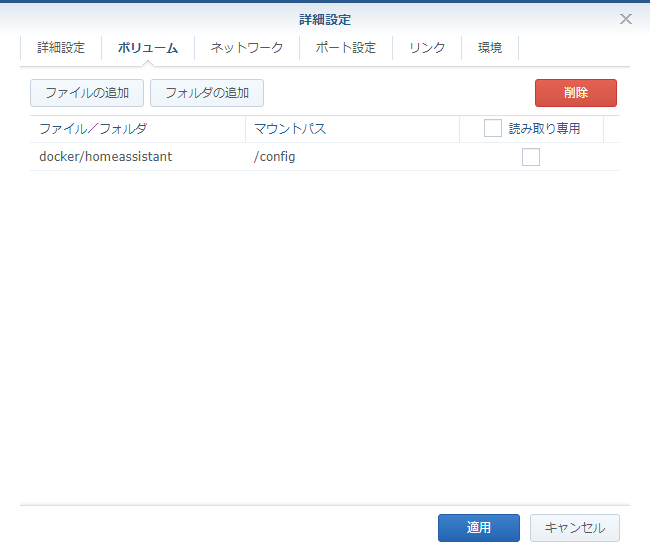 詳細設定
詳細設定 ボリューム ネットワーク ポート設定 リンク 環境
ファイルの追加 フォルダの追加 削除
ファイル／フォルダ マウントパス 読み取り専用
docker/homeassistant /config
適用 キャンセル